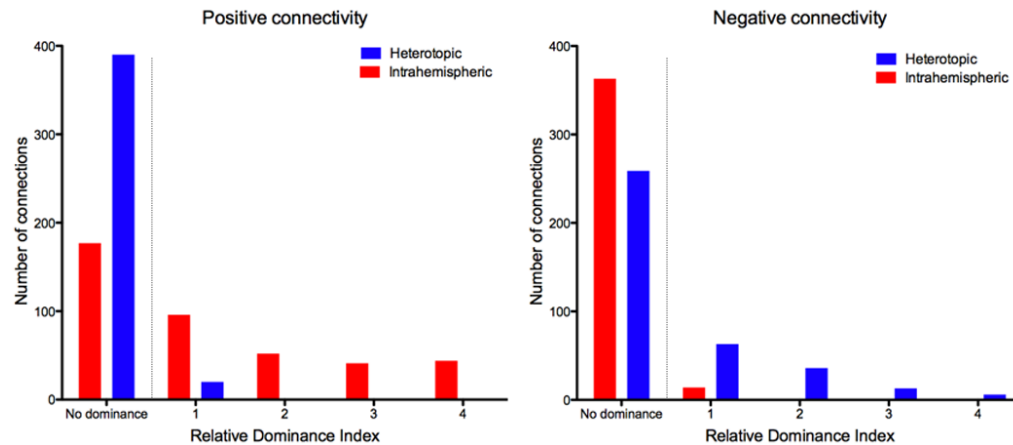 Positive connectivity
Heterotopic
Intrahemispheric
Number of connections
400
300
200
100
0
No dominance 1 2 3 4
Relative Dominance Index
Negative connectivity
Heterotopic
Intrahemispheric
Number of connections
400
300
200
100
0
No dominance 1 2 3 4
Relative Dominance Index